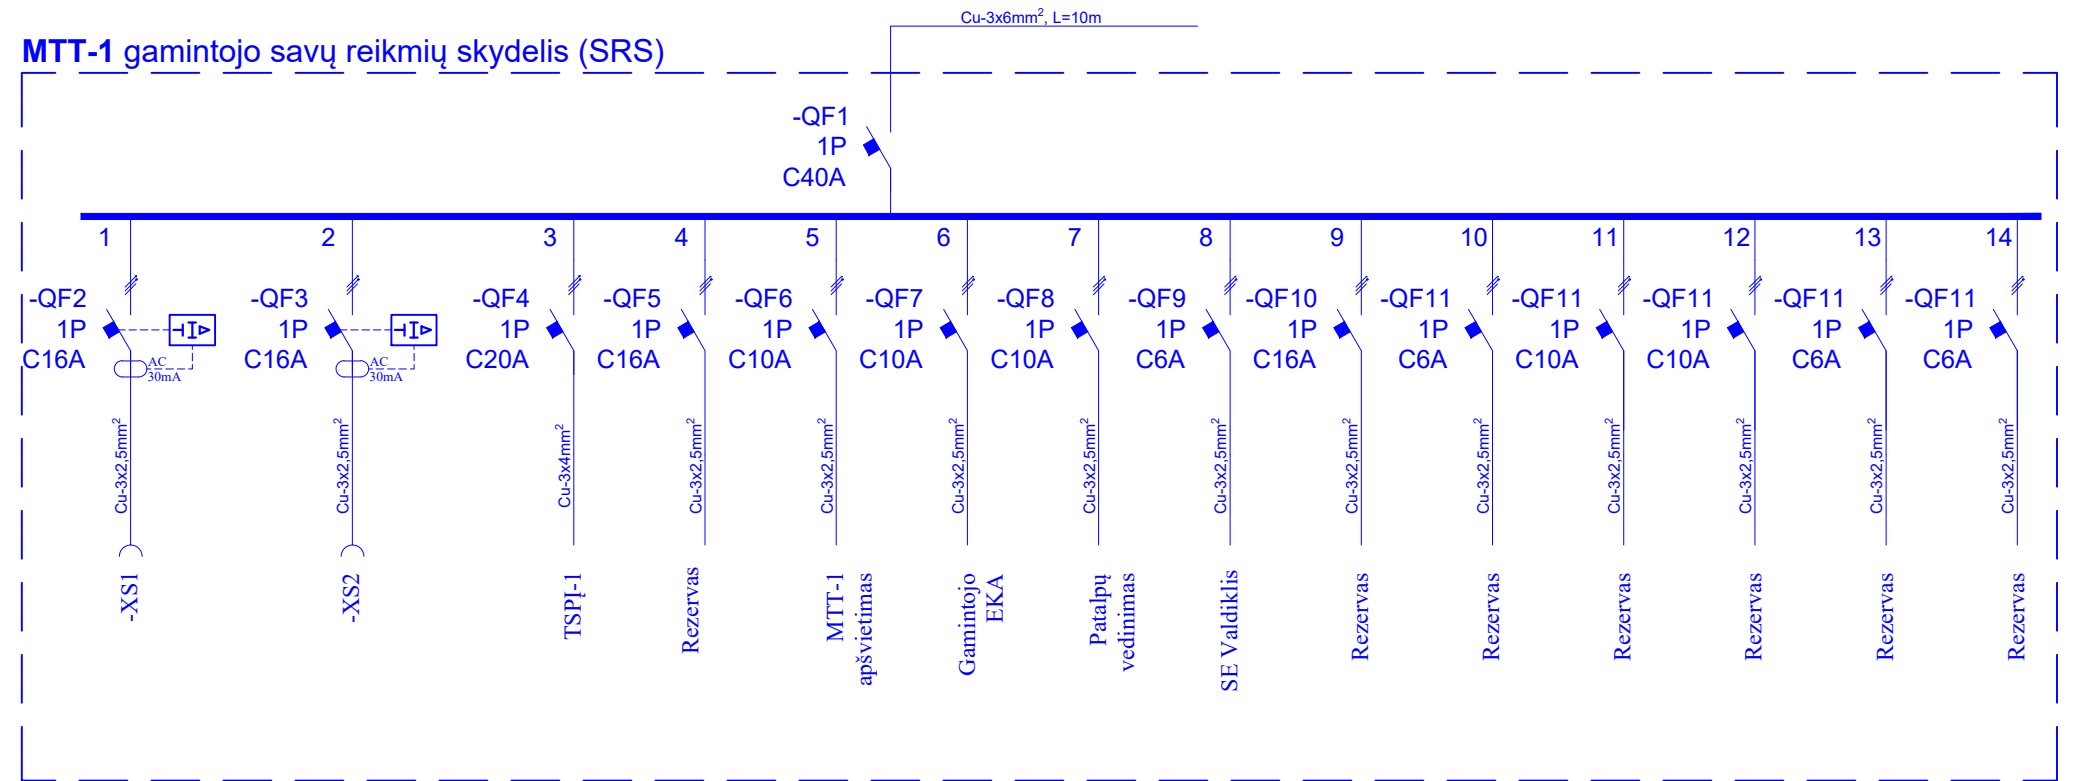 Cu-3x6mm², L=10m
MTT-1 gamintojo savų reikmių skydelis (SRS)
-QF1
1P
C40A
1
-QF2
1P
C16A
AC
30mA
Cu-3x2,5mm²
-XS1
2
-QF3
1P
C16A
AC
30mA
Cu-3x2,5mm²
-XS2
3
-QF4
1P
C20A
Cu-3x4mm²
TSPĮ-1
4
-QF5
1P
C16A
Cu-3x2,5mm²
Rezervas
5
-QF6
1P
C10A
Cu-3x2,5mm²
MTT-1
apšvietimas
6
-QF7
1P
C10A
Cu-3x2,5mm²
Gamintojo
EKA
7
-QF8
1P
C10A
Cu-3x2,5mm²
Patalpų
vedinimas
8
-QF9
1P
C6A
Cu-3x2,5mm²
SE Valdiklis
9
-QF10
1P
C16A
Cu-3x2,5mm²
Rezervas
10
-QF11
1P
C6A
Cu-3x2,5mm²
Rezervas
11
-QF11
1P
C10A
Cu-3x2,5mm²
Rezervas
12
-QF11
1P
C10A
Cu-3x2,5mm²
Rezervas
13
-QF11
1P
C6A
Cu-3x2,5mm²
Rezervas
14
-QF11
1P
C6A
Cu-3x2,5mm²
Rezervas